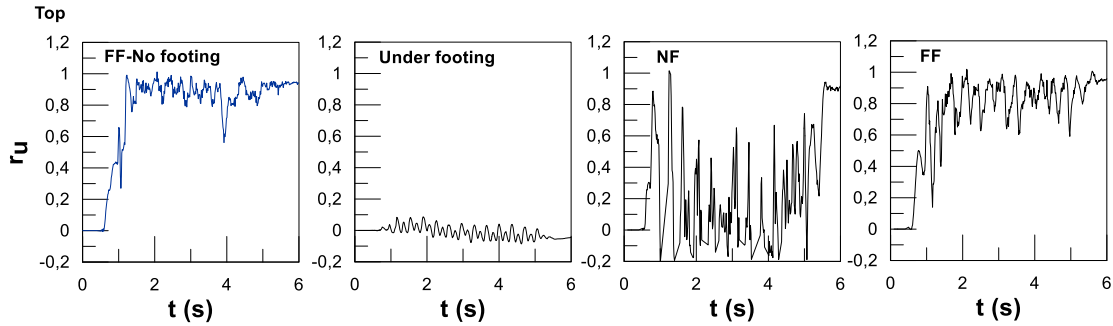 Top
FF-No footing
Under footing
NF
FF
1,2 1,2 1,2 1,2
1 1 1 1
0,8 0,8 0,8 0,8
0,6 0,6 0,6 0,6
0,4 0,4 0,4 0,4
0,2 0,2 0,2 0,2
0 0 0 0
-0,2 -0,2 -0,2 -0,2
ru
0 2 4 6 0 2 4 6 0 2 4 6 0 2 4 6
t (s) t (s) t (s) t (s)